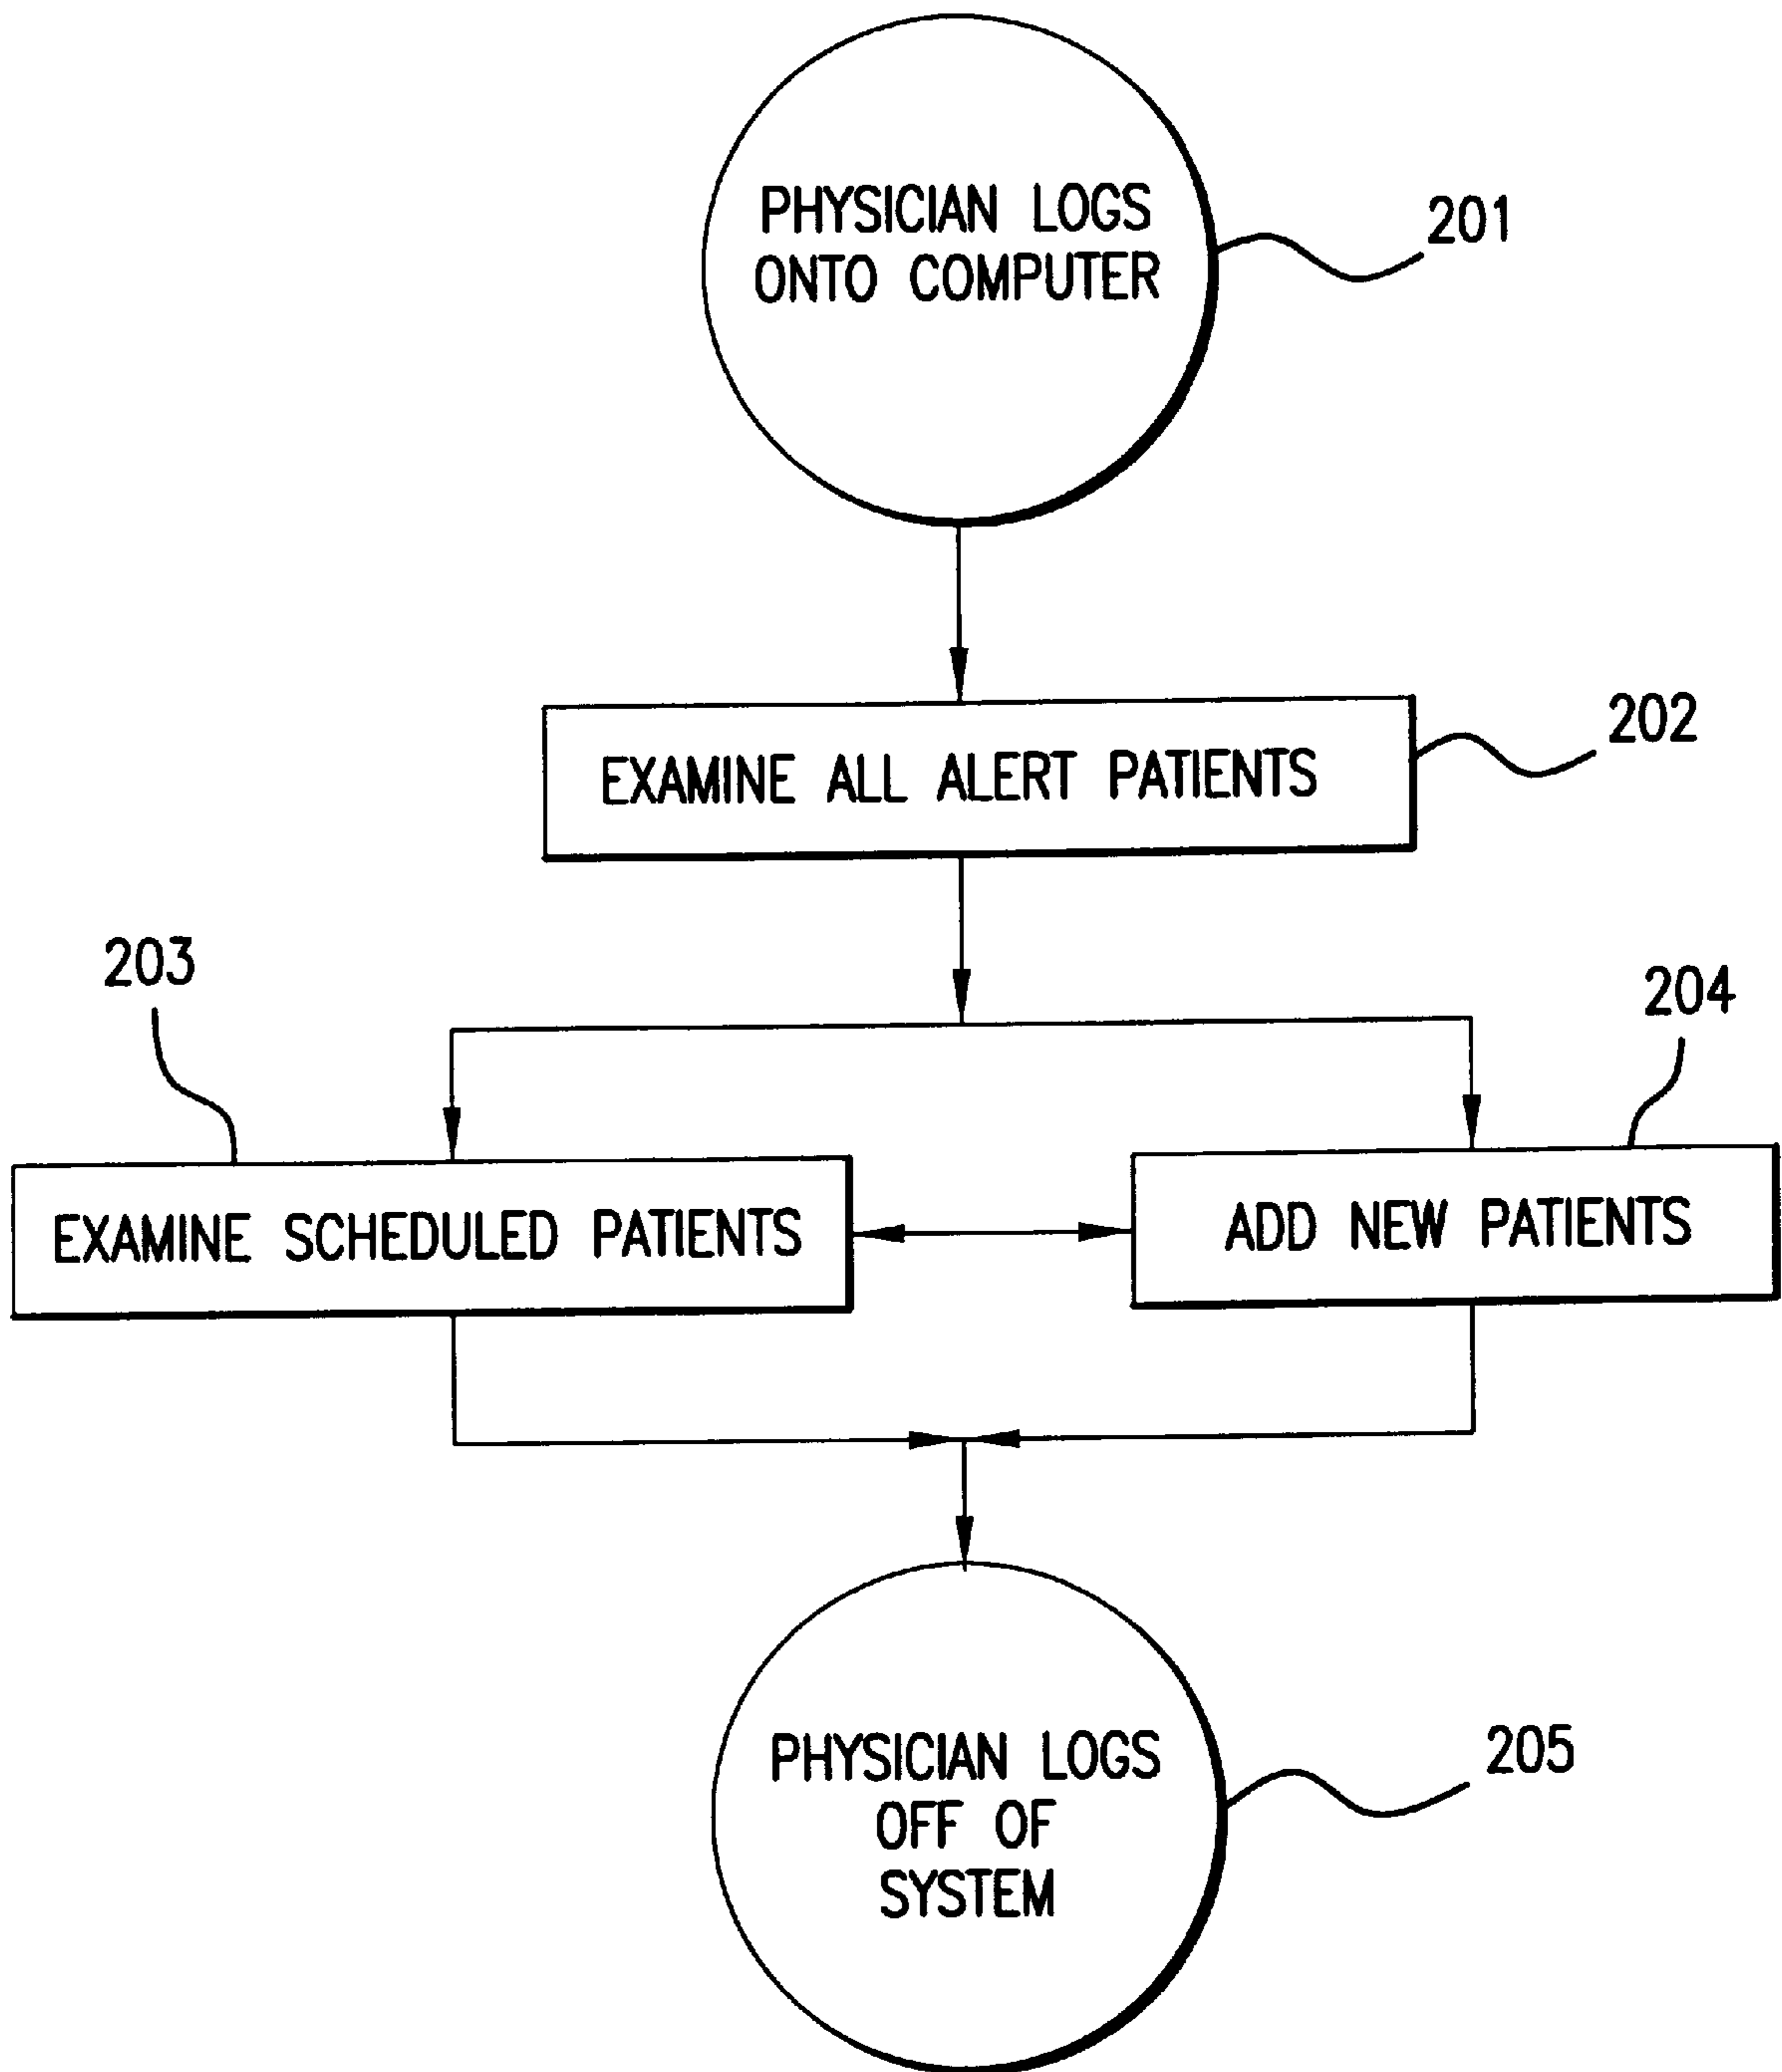 PHYSICIAN LOGS
ONTO COMPUTER
201
EXAMINE ALL ALERT PATIENTS
202
203
204
EXAMINE SCHEDULED PATIENTS
ADD NEW PATIENTS
PHYSICIAN LOGS
OFF OF
SYSTEM
205